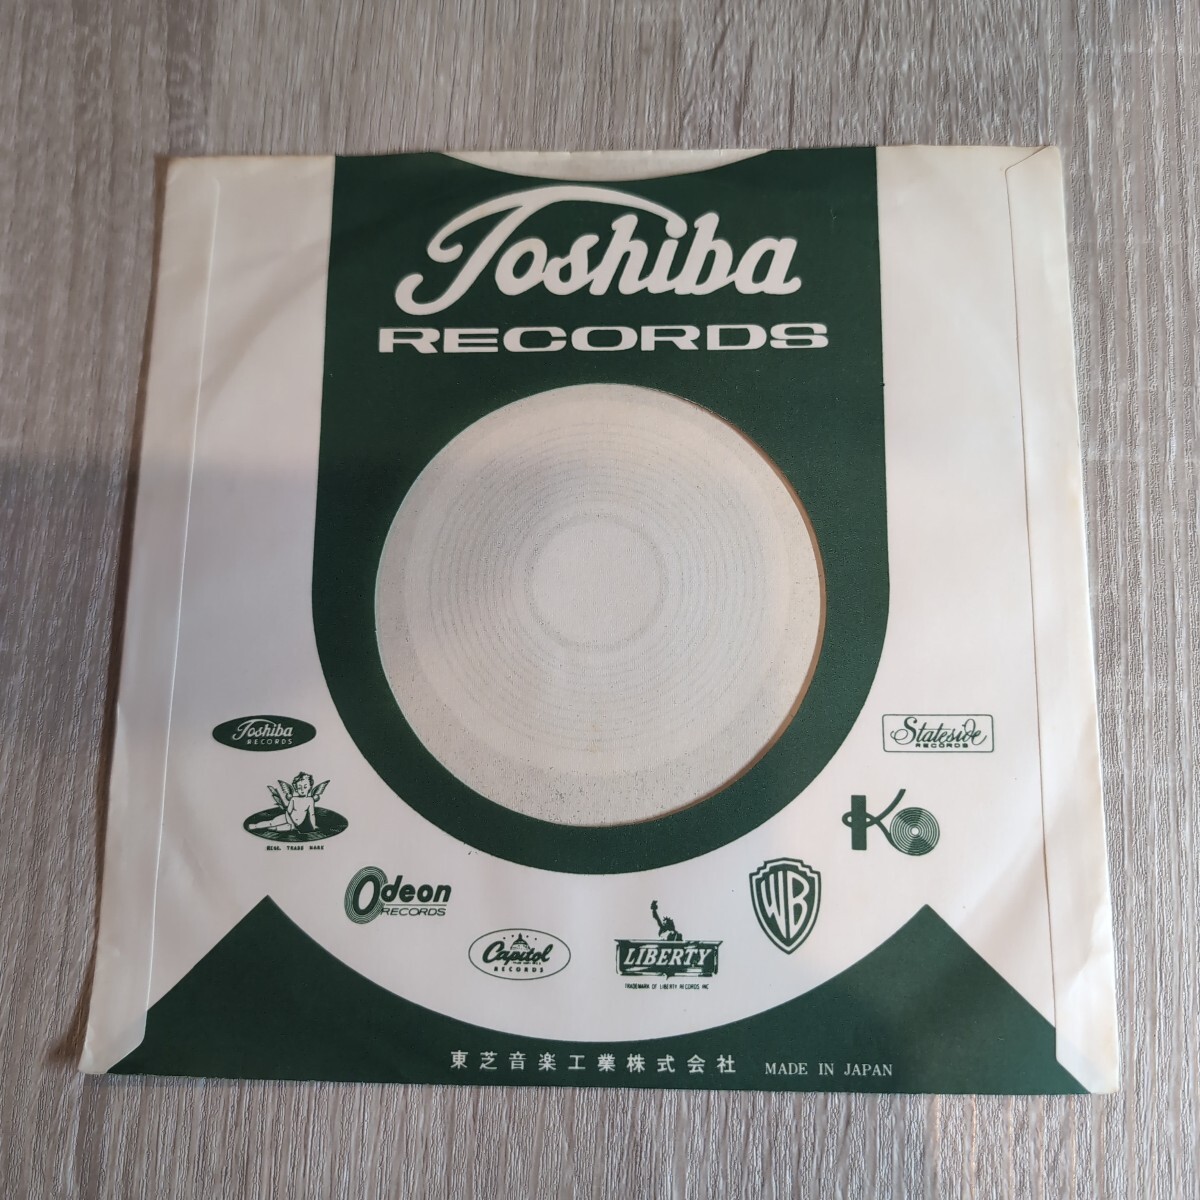 Toshiba
RECORDS
Toshiba
RECORDS
REG. TRADE MARK
Odeon
RECORDS
Capitol
RECORDS
LIBERTY
TRADEMARK OF LIBERTY RECORDS INC
WB
K
Stateside
RECORDS
東芝音楽工業株式会社 MADE IN JAPAN